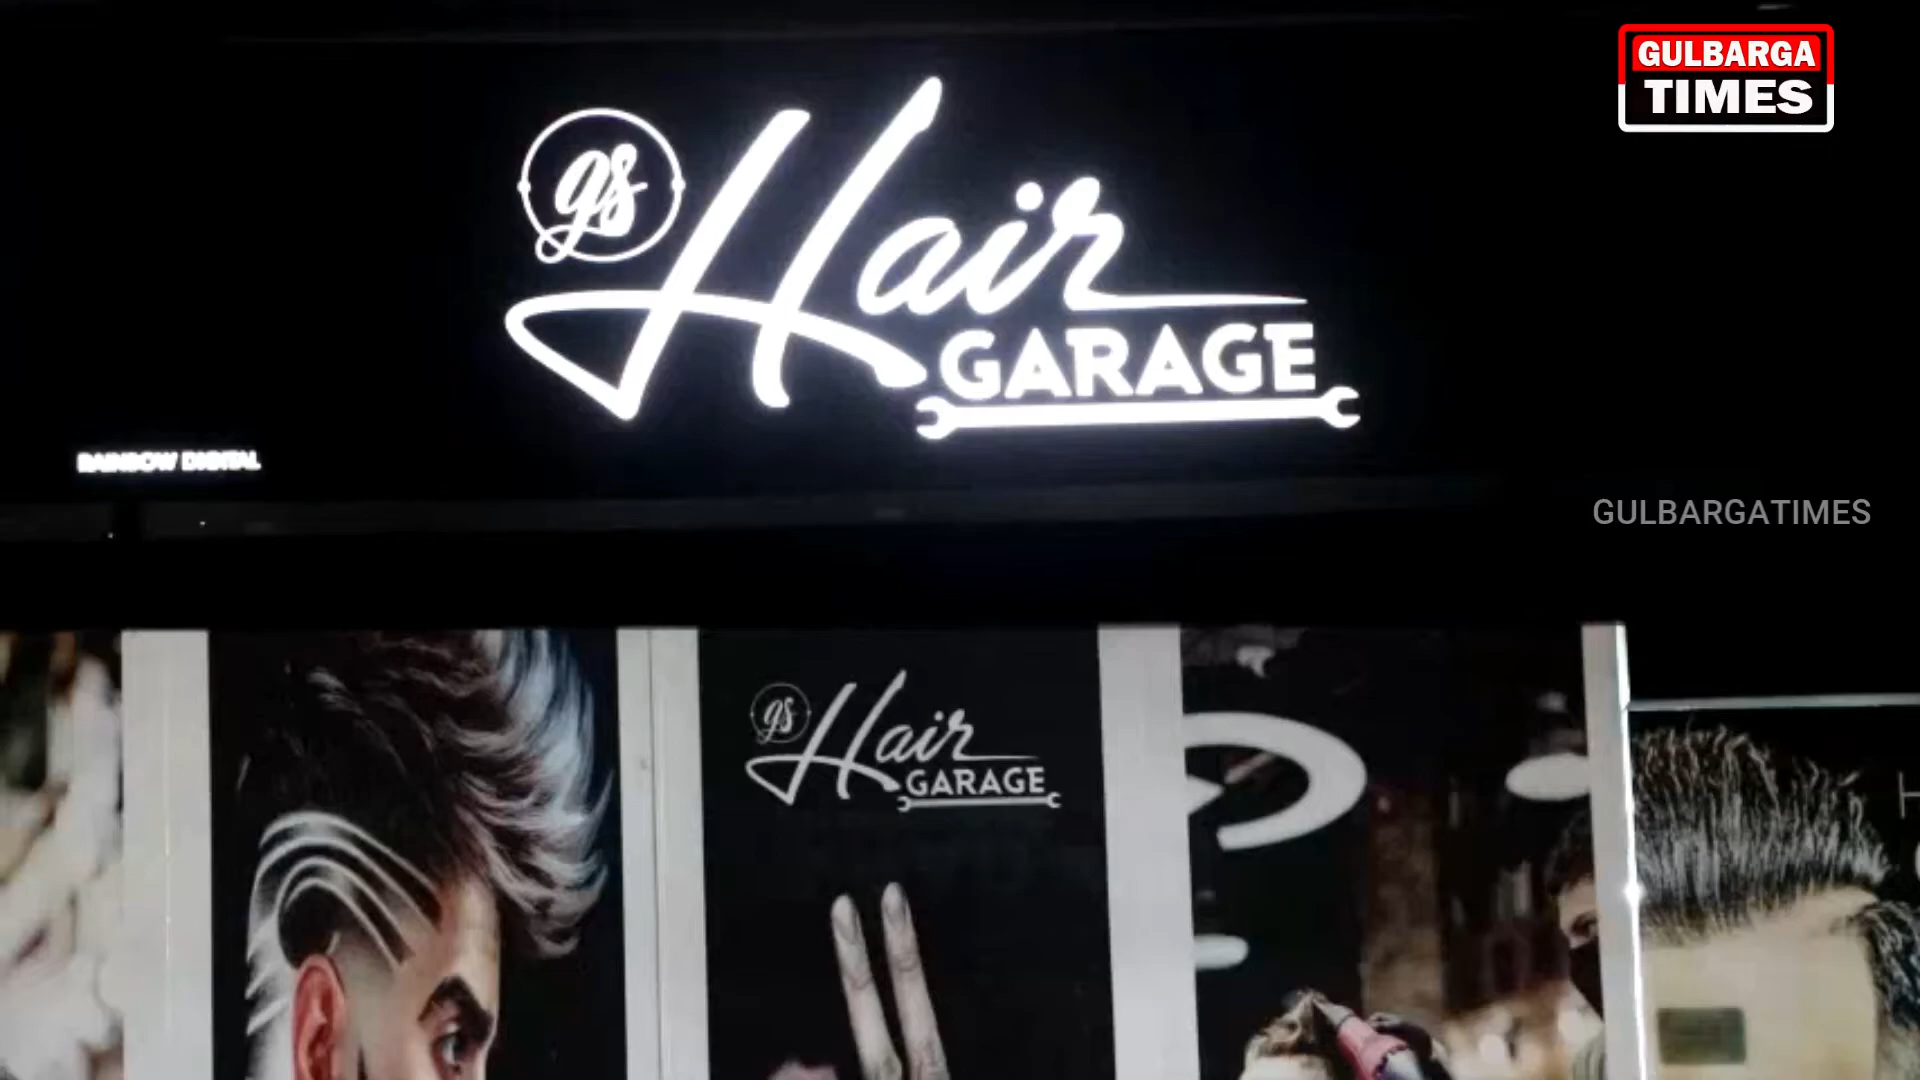 GULBARGA
TIMES
gs
Hair
GARAGE
RAINBOW DIGITAL
GULBARGATIMES
gs
Hair
GARAGE